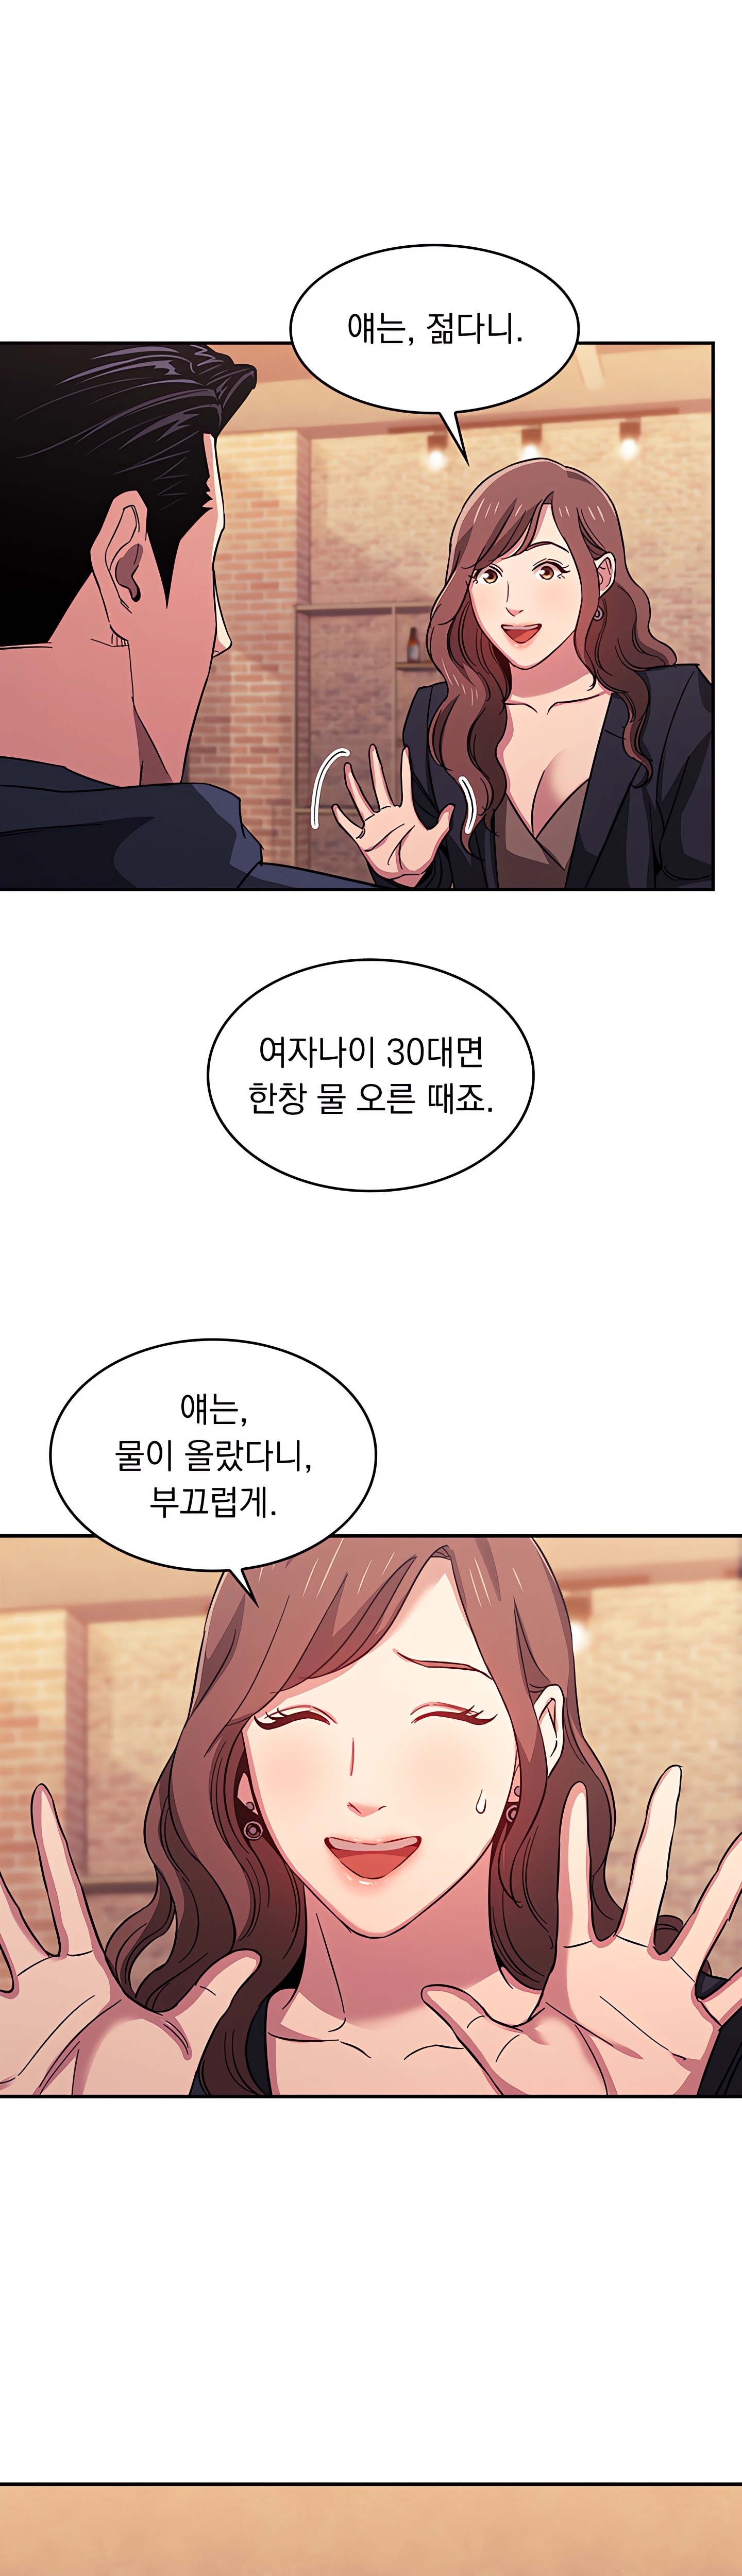 얘는, 젊다니.
여자나이 30대면
한창 물 오른 때죠.
얘는,
물이 올랐다니,
부끄럽게.